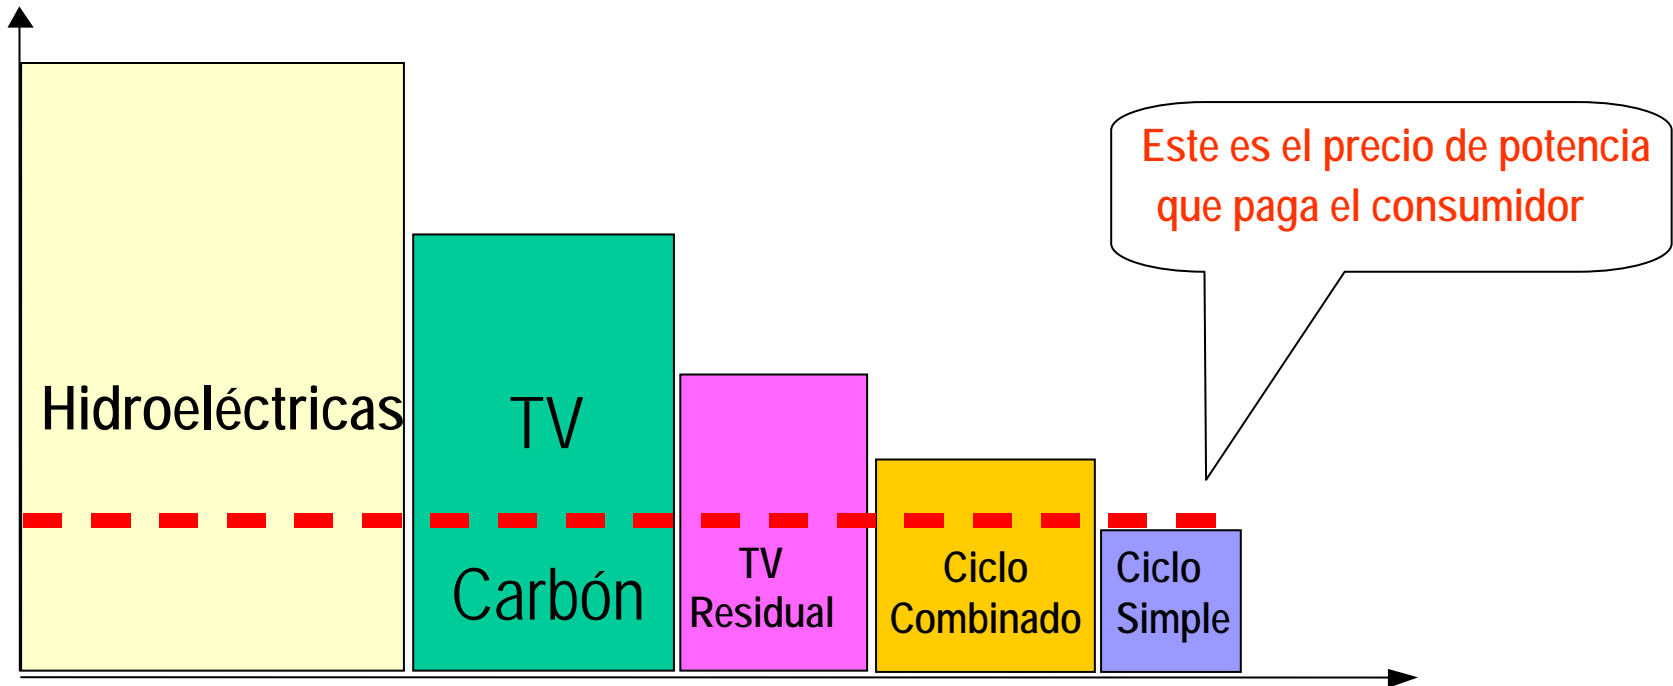 Este es el precio de potencia
que paga el consumidor
Hidroeléctricas
TV
Carbón
TV
Residual
Ciclo
Combinado
Ciclo
Simple